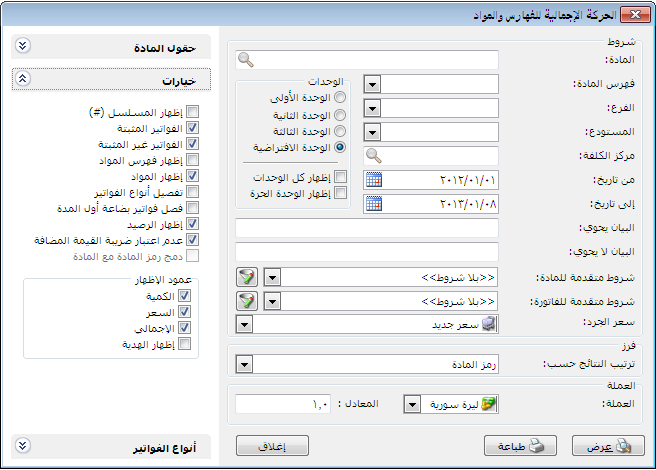 الحركة الإجمالية للفهارس والمواد
شروط
المادة:
فهرس المادة:
الفرع:
المستودع:
مركز الكلفة:
من تاريخ: ٢٠١٢/٠١/٠١
إلى تاريخ: ٢٠١٣/٠١/٠٨
البيان يحوي:
البيان لا يحوي:
شروط متقدمة للمادة: <<بلا شروط>>
شروط متقدمة للفاتورة: <<بلا شروط>>
سعر الجرد: سعر جديد
الوحدات
الوحدة الأولى
الوحدة الثانية
الوحدة الثالثة
الوحدة الافتراضية
إظهار كل الوحدات
إظهار الوحدة الحرة
فرز
ترتيب النتائج حسب: رمز المادة
العملة
العملة: ليرة سورية
المعادل : ١,٠
عرض
طباعة
إغلاق
حقول المادة
خيارات
إظهار المسلسل (#)
الفواتير المثبتة
الفواتير غير المثبتة
إظهار فهرس المواد
إظهار المواد
تفصيل أنواع الفواتير
فصل فواتير بضاعة أول المدة
إظهار الرصيد
عدم اعتبار ضريبة القيمة المضافة
دمج رمز المادة مع المادة
عمود الإظهار
الكمية
السعر
الإجمالي
إظهار الهدية
أنواع الفواتير